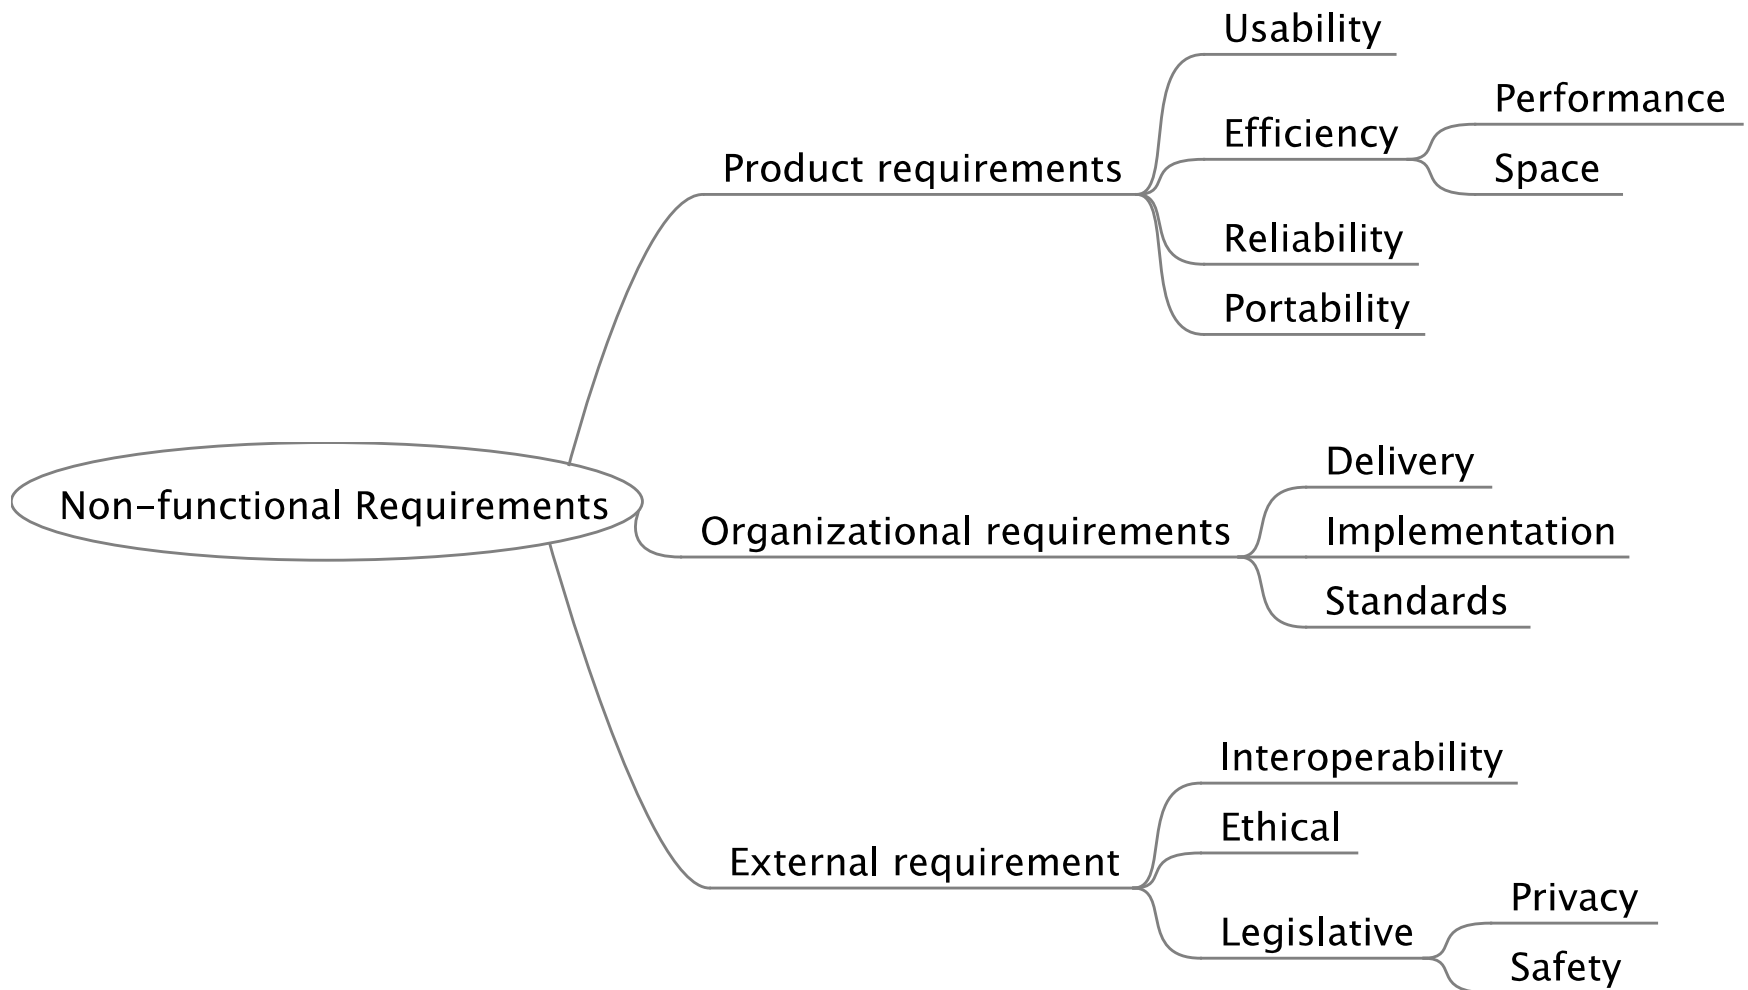 Usability
Performance
Efficiency
Product requirements
Space
Reliability
Portability
Delivery
Non-functional Requirements
Organizational requirements
Implementation
Standards
Interoperability
Ethical
External requirement
Privacy
Legislative
Safety